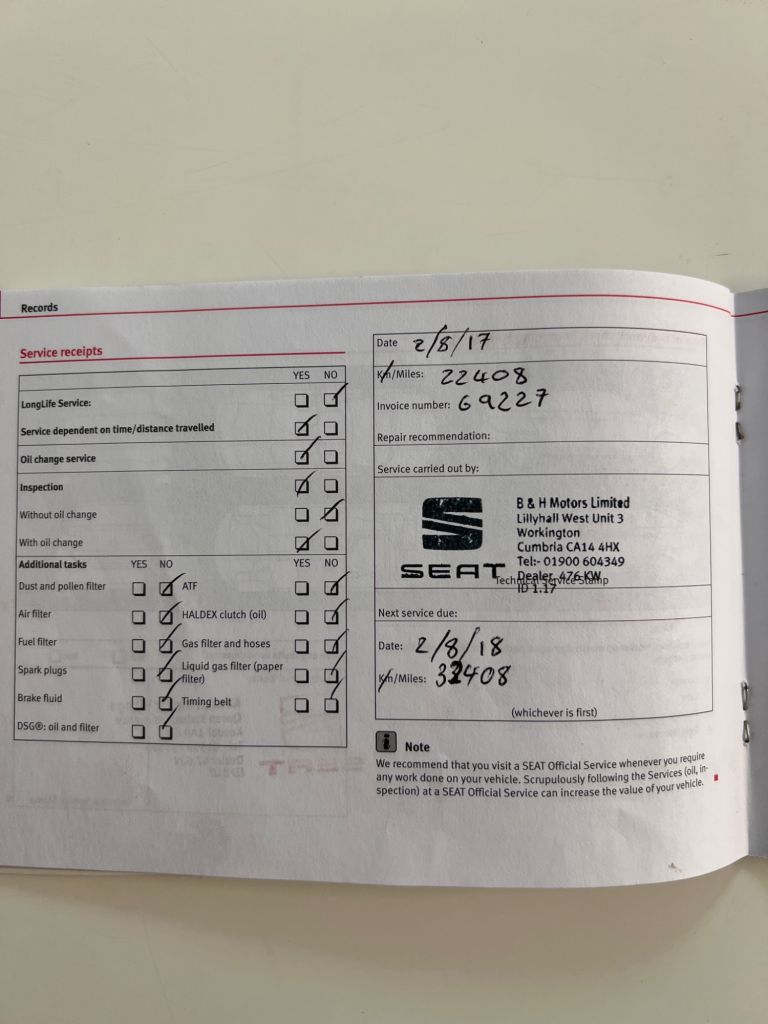 Records
Service receipts
YES NO
LongLife Service:
Service dependent on time/distance travelled
Oil change service
Inspection
Without oil change
With oil change
Additional tasks YES NO YES NO
Dust and pollen filter ATF
Air filter HALDEX clutch (oil)
Fuel filter Gas filter and hoses
Spark plugs Liquid gas filter (paper
filter)
Brake fluid Timing belt
DSG®: oil and filter
Date 2/8/17
Km/Miles: 22408
Invoice number: 69227
Repair recommendation:
Service carried out by:
SEAT
B & H Motors Limited
Lillyhall West Unit 3
Workington
Cumbria CA14 4HX
Tel:- 01900 604349
Dealer 476-KW
Technical Service Stamp
ID 1.17
Next service due:
Date: 2/8/18
Km/Miles: 32408
(whichever is first)
i Note
We recommend that you visit a SEAT Official Service whenever you require
any work done on your vehicle. Scrupulously following the Services (oil, in-
spection) at a SEAT Official Service can increase the value of your vehicle.